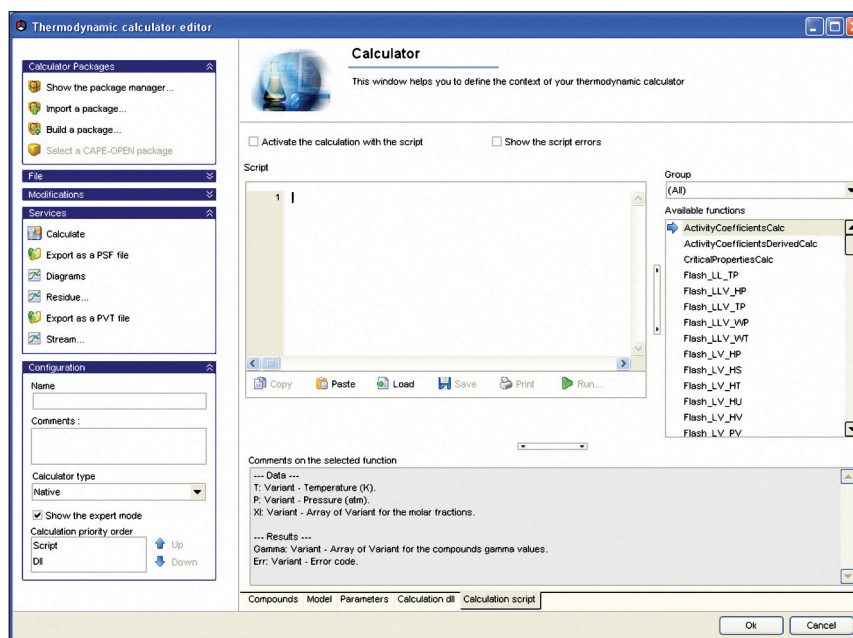 Thermodynamic calculator editor
Calculator Packages
Show the package manager...
Import a package...
Build a package...
Select a CAPE-OPEN package
File
Modifications
Services
Calculate
Export as a PSF file
Diagrams
Residue...
Export as a PVT file
Stream...
Configuration
Name
Comments :
Calculator type
Native
Show the expert mode
Calculation priority order
Script
Dll
Up
Down
Calculator
This window helps you to define the context of your thermodynamic calculator
Activate the calculation with the script
Show the script errors
Script
1
Copy
Paste
Load
Save
Print
Run...
Group
(All)
Available functions
ActivityCoefficientsCalc
ActivityCoefficientsDerivedCalc
CriticalPropertiesCalc
Flash_LL_TP
Flash_LLV_HP
Flash_LLV_TP
Flash_LLV_WP
Flash_LLV_WT
Flash_LV_HP
Flash_LV_HS
Flash_LV_HT
Flash_LV_HU
Flash_LV_HV
Flash_LV_PV
Comments on the selected function
--- Data ---
T: Variant - Temperature (K).
P: Variant - Pressure (atm).
XI: Variant - Array of Variant for the molar fractions.
--- Results ---
Gamma: Variant - Array of Variant for the compounds gamma values.
Err: Variant - Error code.
Compounds Model Parameters Calculation dll Calculation script
Ok
Cancel